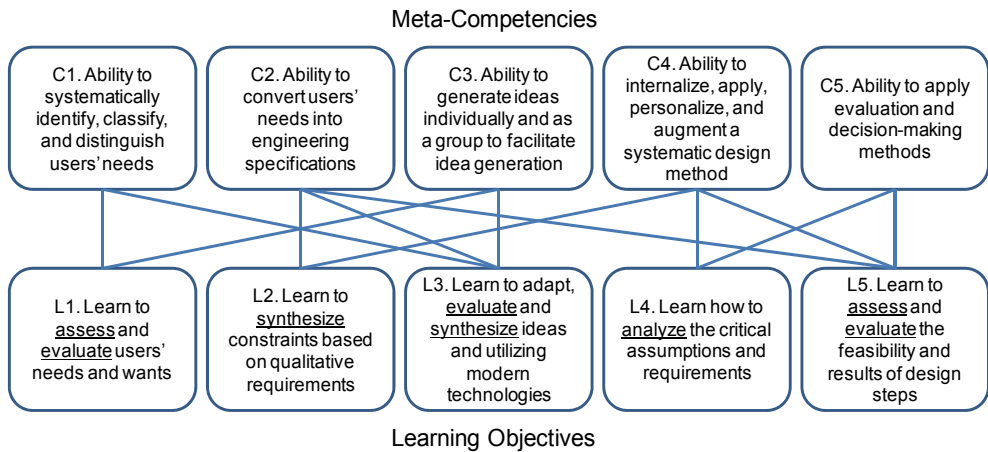 Meta-Competencies
C1. Ability to
systematically
identify, classify,
and distinguish
users' needs
C2. Ability to
convert users'
needs into
engineering
specifications
C3. Ability to
generate ideas
individually and as
a group to facilitate
idea generation
C4. Ability to
internalize, apply,
personalize, and
augment a
systematic design
method
C5. Ability to apply
evaluation and
decision-making
methods
L1. Learn to
assess and
evaluate users'
needs and wants
L2. Learn to
synthesize
constraints based
on qualitative
requirements
L3. Learn to adapt,
evaluate and
synthesize ideas
and utilizing
modern
technologies
L4. Learn how to
analyze the critical
assumptions and
requirements
L5. Learn to
assess and
evaluate the
feasibility and
results of design
steps
Learning Objectives